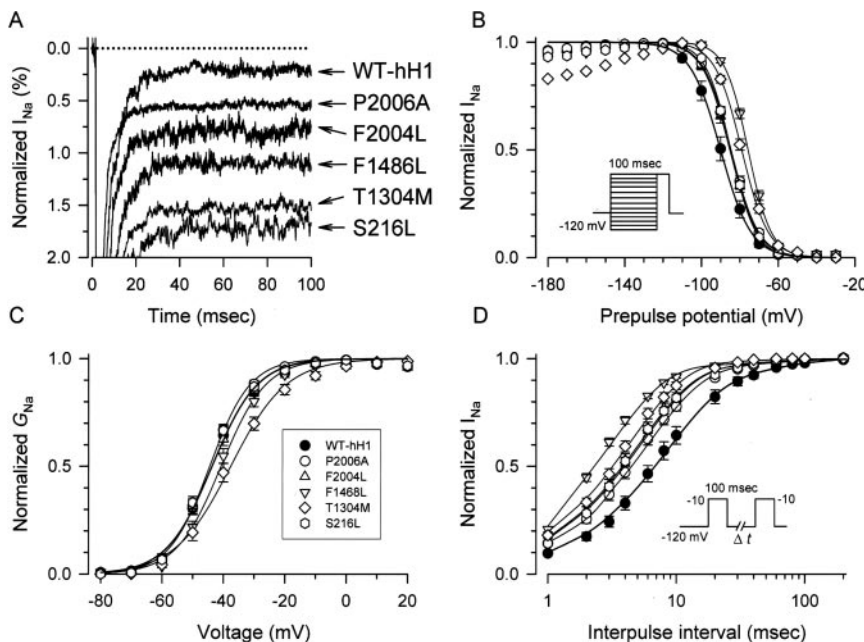 A
Normalized I_Na (%)
0.0
0.5
1.0
1.5
2.0
WT-hH1
P2006A
F2004L
F1486L
T1304M
S216L
0 20 40 60 80 100
Time (msec)
B
Normalized I_Na
1.0
0.5
0.0
100 msec
-120 mV
-180 -140 -100 -60 -20
Prepulse potential (mV)
C
Normalized G_Na
1.0
0.5
0.0
WT-hH1
P2006A
F2004L
F1468L
T1304M
S216L
-80 -60 -40 -20 0 20
Voltage (mV)
D
Normalized I_Na
1.0
0.5
0.0
100 msec
-10 -10
-120 mV
Δ t
1 10 100
Interpulse interval (msec)